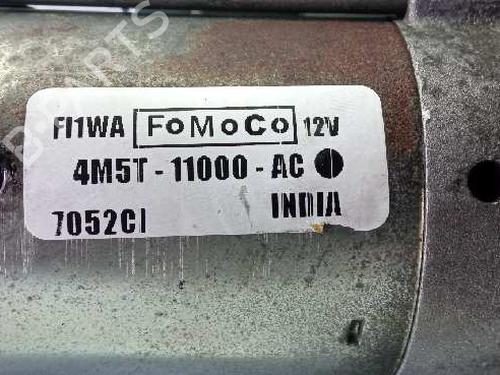 FI1WA FoMoCo 12V
4M5T - 11000 - AC
7052CI INDIA